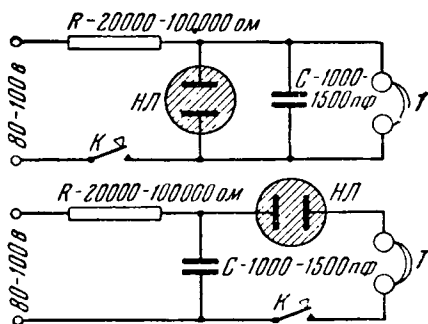 R-20000-100000 ом
80-100 в
НЛ
С-1000-
1500 пф
Т
К
R-20000-100000 ом
НЛ
80-100 в
С-1000-1500 пф
Т
К